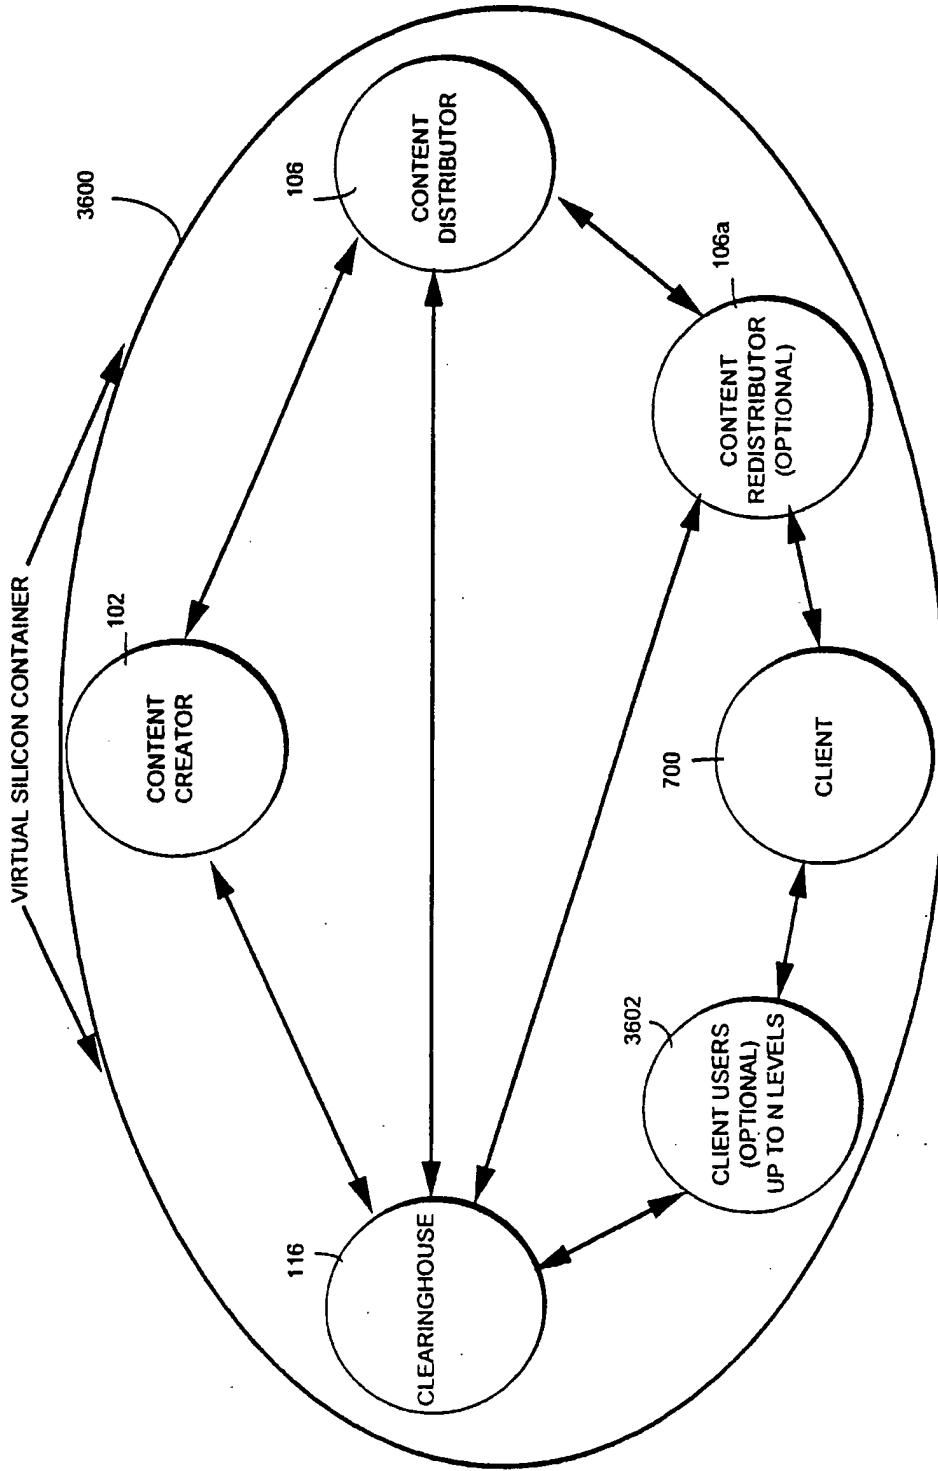 VIRTUAL SILICON CONTAINER
3600
102
CONTENT
CREATOR
106
CONTENT
DISTRIBUTOR
116
CLEARINGHOUSE
106a
CONTENT
REDISTRIBUTOR
(OPTIONAL)
3602
CLIENT USERS
(OPTIONAL)
UP TO N LEVELS
700
CLIENT